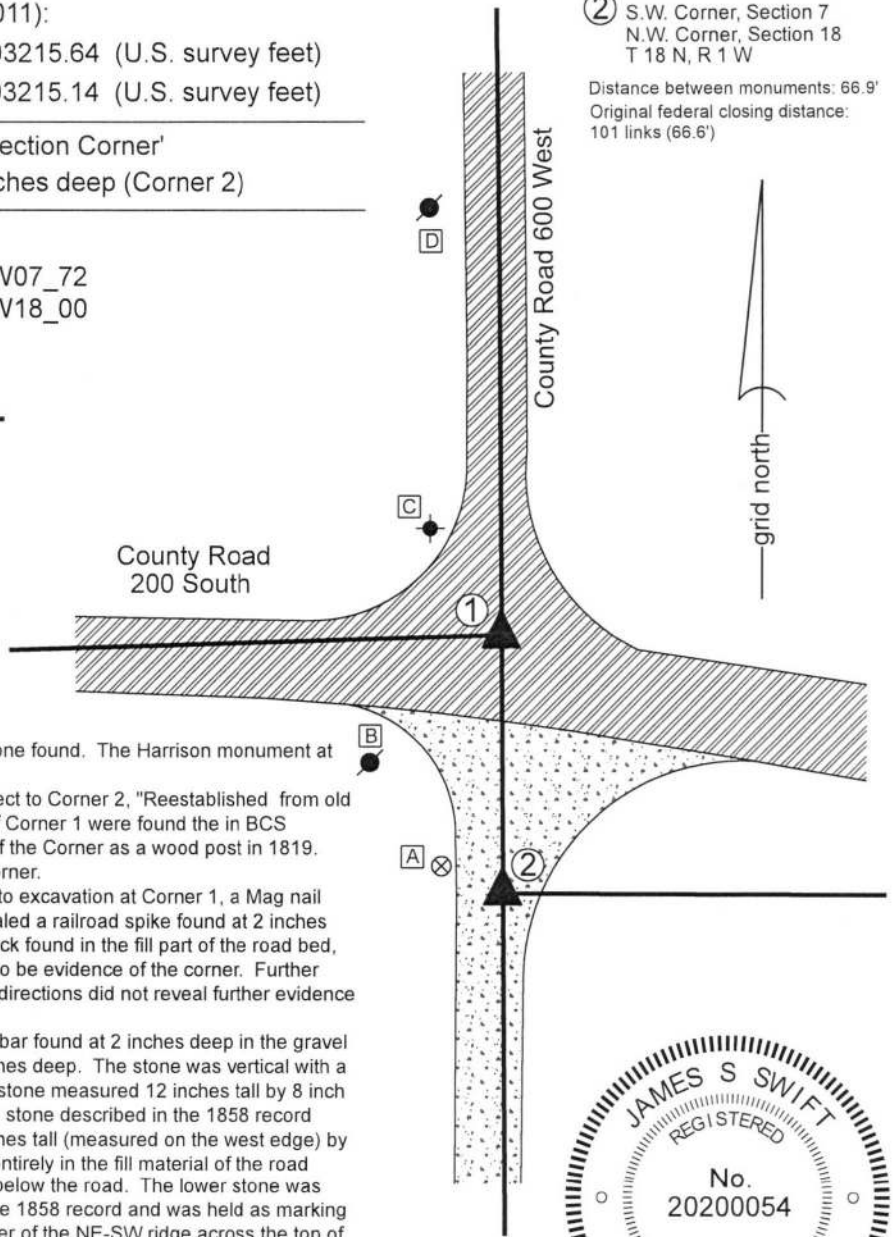 011):
03215.64 (U.S. survey feet)
03215.14 (U.S. survey feet)
ection Corner'
ches deep (Corner 2)
W07_72
W18_00
②
S.W. Corner, Section 7
N.W. Corner, Section 18
T 18 N, R 1 W
Distance between monuments: 66.9'
Original federal closing distance:
101 links (66.6')
County Road 600 West
D
C
grid north
County Road
200 South
①
B
A
②
one found. The Harrison monument at
ect to Corner 2, "Reestablished from old
f Corner 1 were found the in BCS
of the Corner as a wood post in 1819.
orner.
to excavation at Corner 1, a Mag nail
aled a railroad spike found at 2 inches
ck found in the fill part of the road bed,
o be evidence of the corner. Further
directions did not reveal further evidence
bar found at 2 inches deep in the gravel
hes deep. The stone was vertical with a
stone measured 12 inches tall by 8 inch
stone described in the 1858 record
hes tall (measured on the west edge) by
entirely in the fill material of the road
below the road. The lower stone was
e 1858 record and was held as marking
er of the NE-SW ridge across the top of
JAMES S SWIFT
REGISTERED
No.
20200054